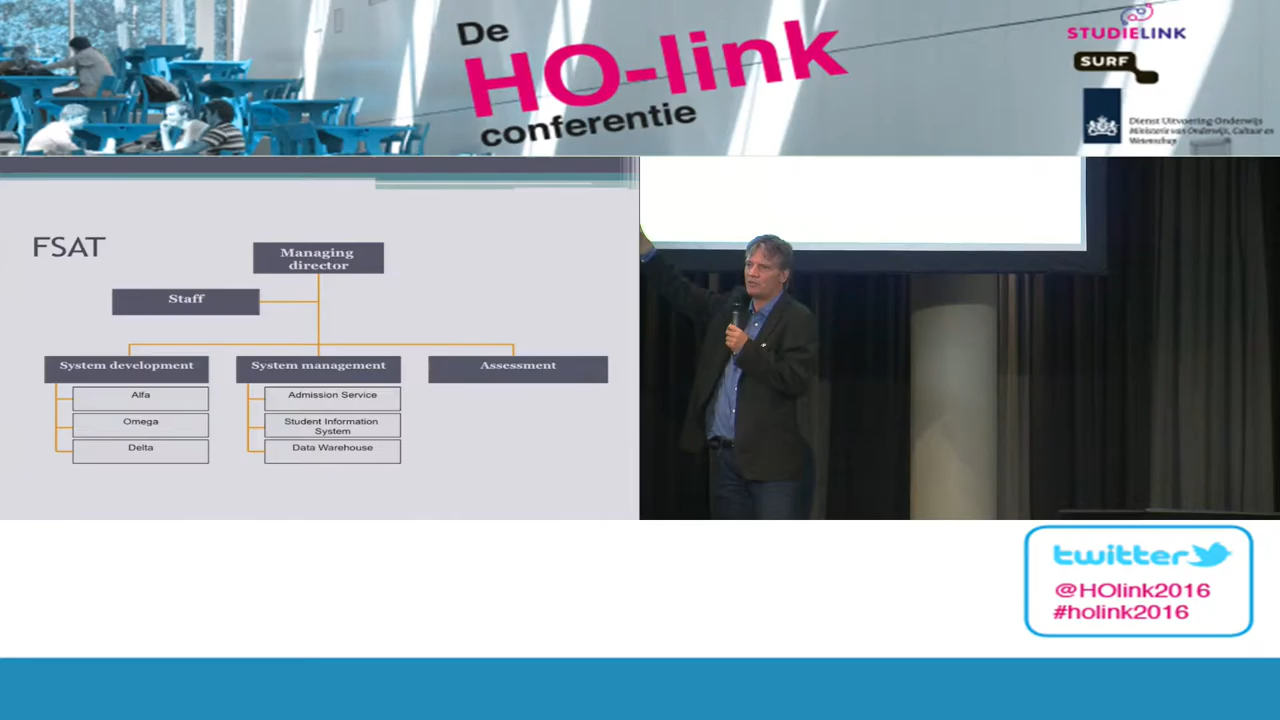 De
HO-link
conferentie
STUDIELINK
SURF
Dienst Uitvoering Onderwijs
Ministerie van Onderwijs, Cultuur en
Wetenschap
FSAT
Managing
director
Staff
System development
System management
Assessment
Alfa
Admission Service
Omega
Student Information
System
Delta
Data Warehouse
twitter
@HOlink2016
#holink2016